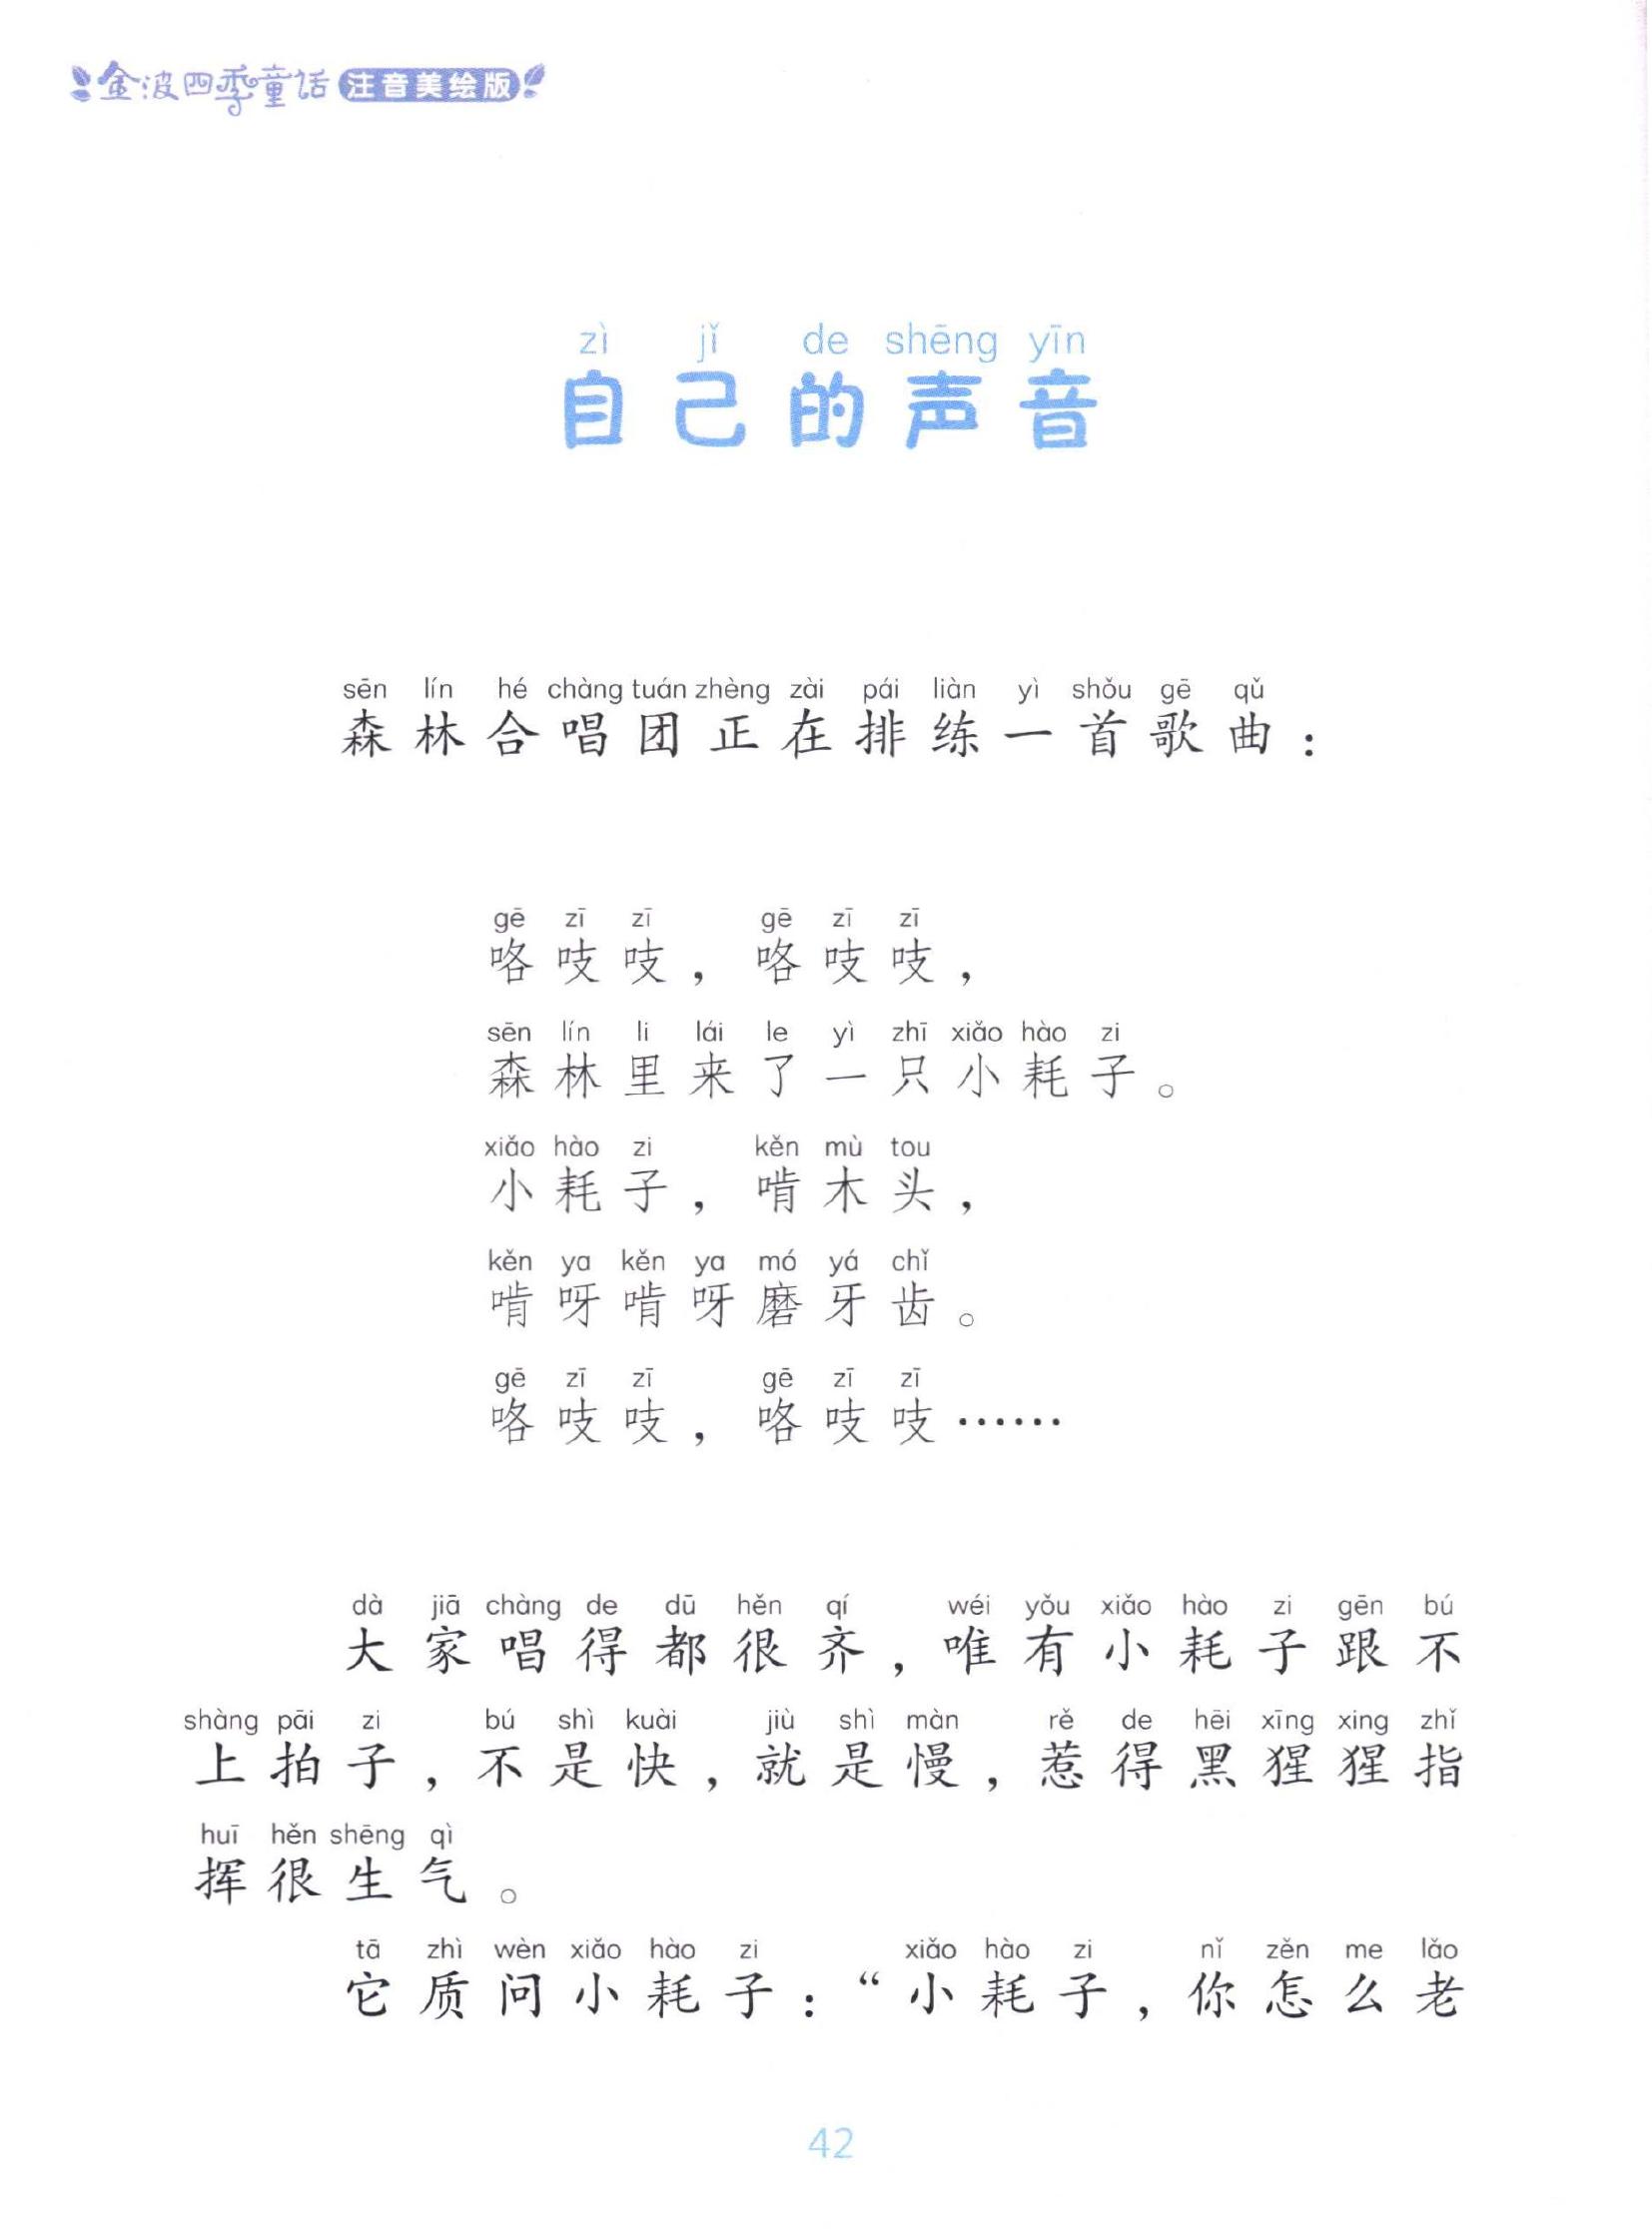 金波四季童话 注音美绘版
zì jǐ de shēng yīn
自己的声音
sēn lín hé chàng tuán zhèng zài pái liàn yì shǒu gē qǔ
森林合唱团正在排练一首歌曲：
gē zī zī gē zī zī
咯吱吱，咯吱吱，
sēn lín li lái le yì zhī xiǎo hào zi
森林里来了一只小耗子。
xiǎo hào zi kěn mù tou
小耗子，啃木头，
kěn ya kěn ya mó yá chǐ
啃呀啃呀磨牙齿。
gē zī zī gē zī zī
咯吱吱，咯吱吱……
dà jiā chàng de dū hěn qí wéi yǒu xiǎo hào zi gēn bú
大家唱得都很齐，唯有小耗子跟不
shàng pāi zi bú shì kuài jiù shì màn rě de hēi xīng xing zhǐ
上拍子，不是快，就是慢，惹得黑猩猩指
huī hěn shēng qì
挥很生气。
tā zhì wèn xiǎo hào zi xiǎo hào zi nǐ zěn me lǎo
它质问小耗子：“小耗子，你怎么老
42